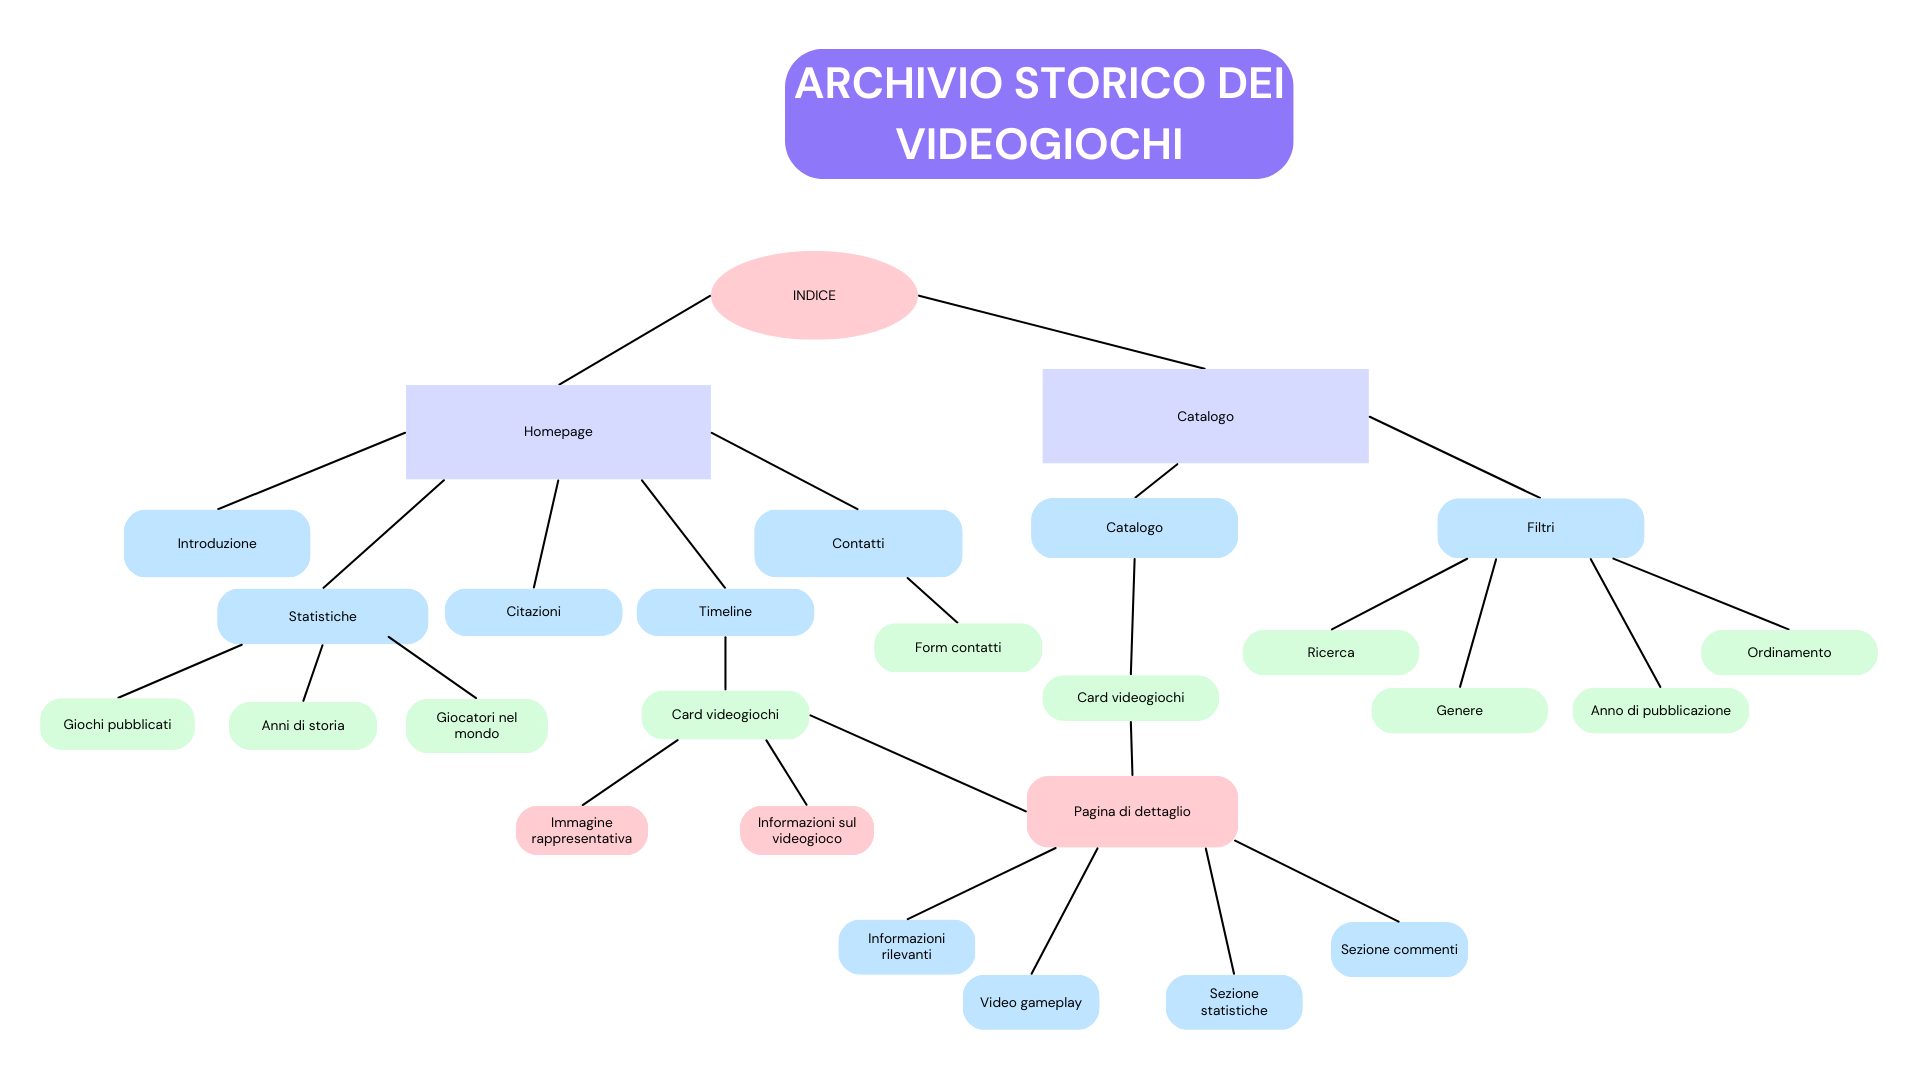 ARCHIVIO STORICO DEI
VIDEOGIOCHI
INDICE
Homepage
Catalogo
Introduzione
Statistiche
Citazioni
Timeline
Contatti
Catalogo
Filtri
Form contatti
Ricerca
Genere
Anno di pubblicazione
Ordinamento
Giochi pubblicati
Anni di storia
Giocatori nel
mondo
Card videogiochi
Card videogiochi
Immagine
rappresentativa
Informazioni sul
videogioco
Pagina di dettaglio
Informazioni
rilevanti
Video gameplay
Sezione
statistiche
Sezione commenti